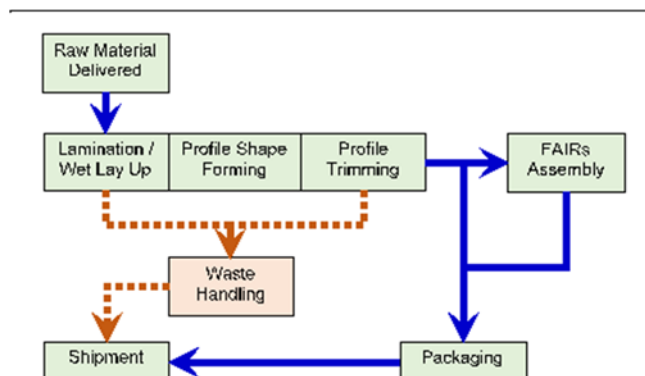 Raw Material
Delivered
Lamination /
Wet Lay Up
Profile Shape
Forming
Profile
Trimming
FAIRs
Assembly
Waste
Handling
Shipment
Packaging